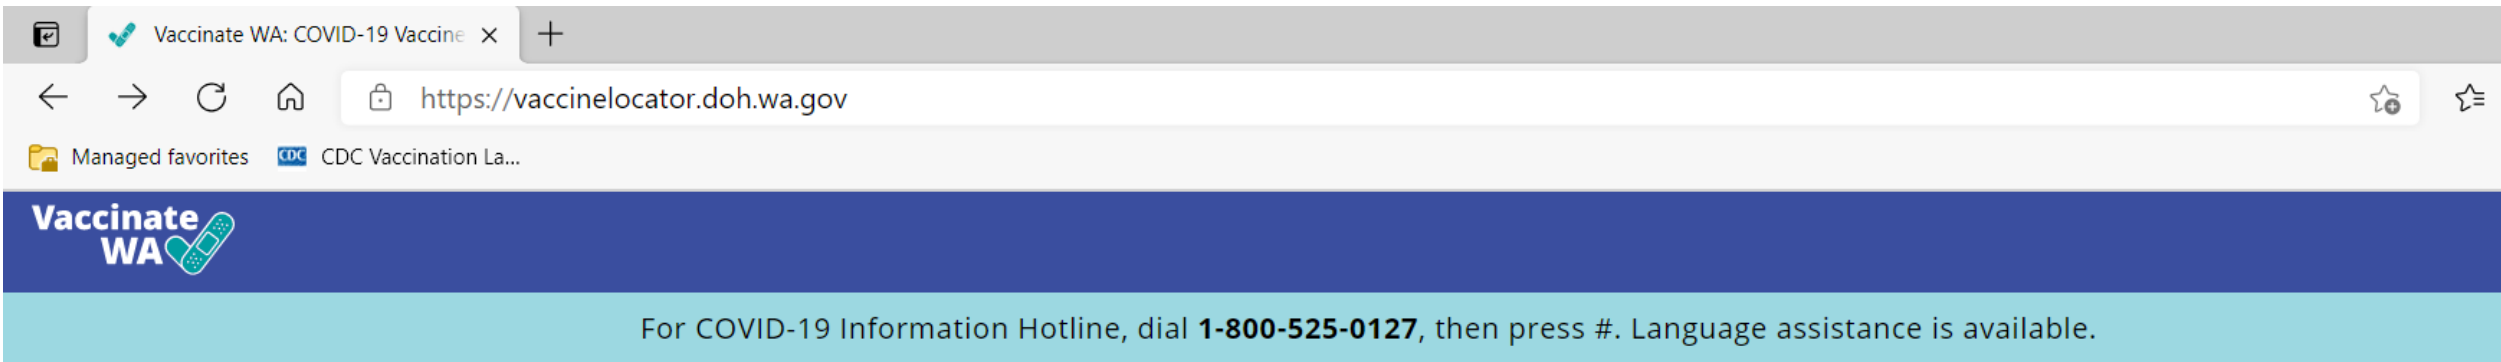 Vaccinate WA: COVID-19 Vaccine
https://vaccinelocator.doh.wa.gov
Managed favorites CDC CDC Vaccination La...
Vaccinate
WA
For COVID-19 Information Hotline, dial 1-800-525-0127, then press #. Language assistance is available.